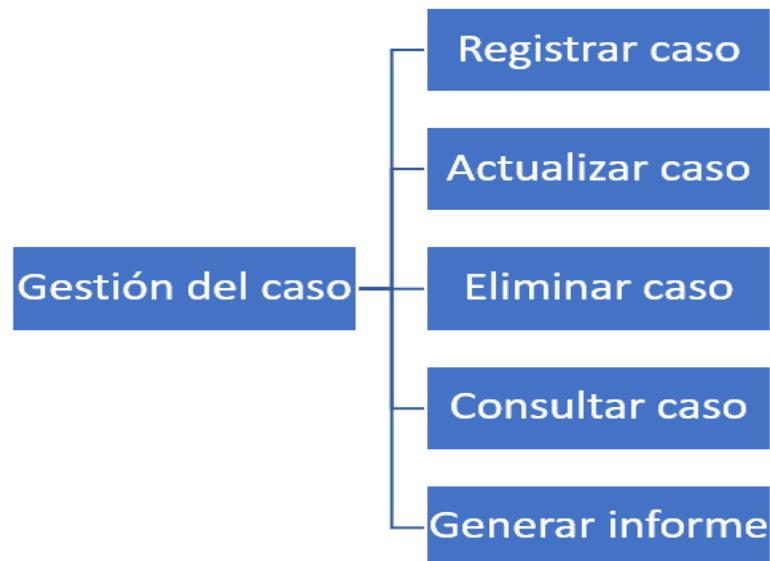 Registrar caso
Actualizar caso
Gestión del caso
Eliminar caso
Consultar caso
Generar informe